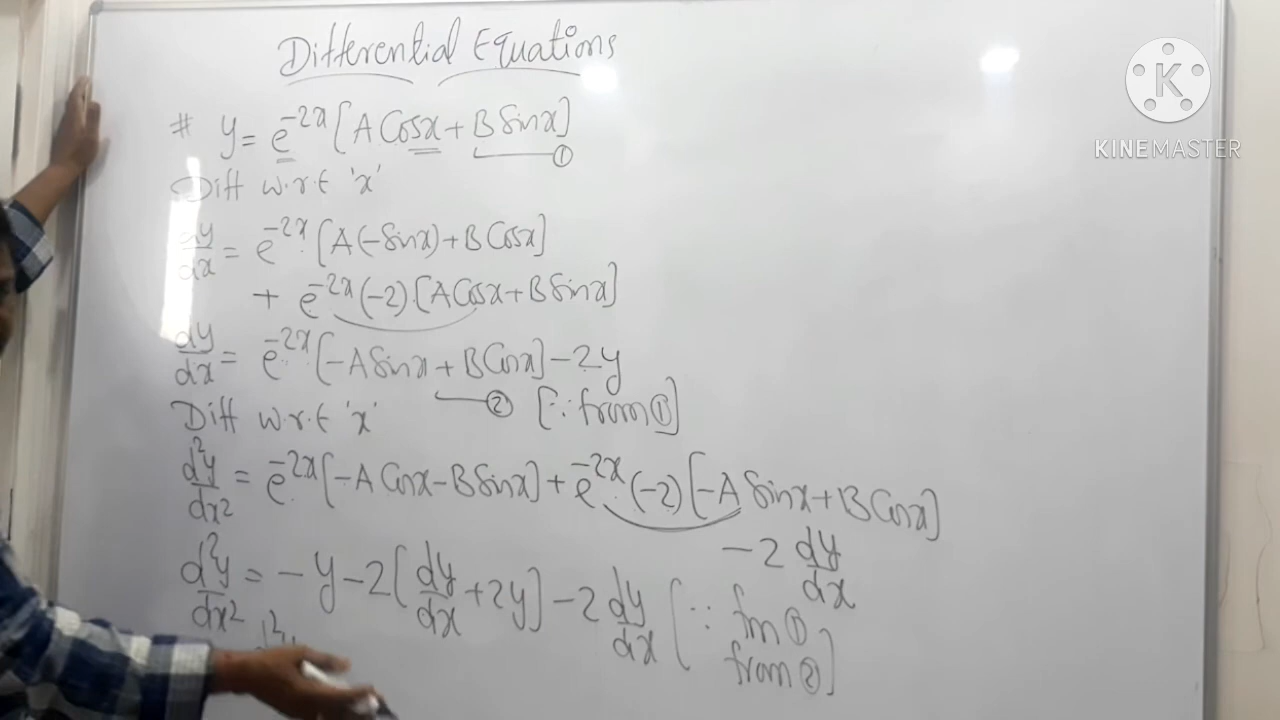 Differential Equations
# y = e^{-2x} [A Cosx + B Sinx]
①
Diff w.r.t 'x'
dy/dx = e^{-2x} [A(-Sinx) + B Cosx]
+ e^{-2x} (-2) [A Cosx + B Sinx]
dy/dx = e^{-2x} [-A Sinx + B Cosx] - 2y
② [∵ from ①]
Diff w.r.t 'x'
d²y/dx² = e^{-2x} [-A Cosx - B Sinx] + e^{-2x} (-2) [-A Sinx + B Cosx]
- 2 dy/dx
d²y/dx² = - y - 2 [dy/dx + 2y] - 2 dy/dx [∵ fm ①
from ②]
d²y
KINEMASTER